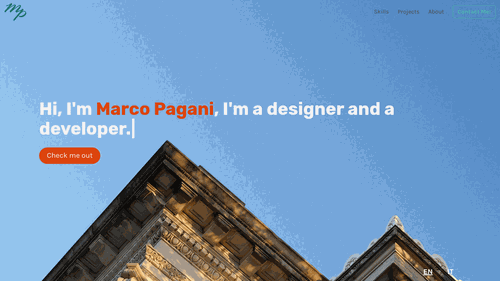 mp
Skills Projects About Contact Me
Hi, I'm Marco Pagani, I'm a designer and a
developer.|
Check me out
EN IT